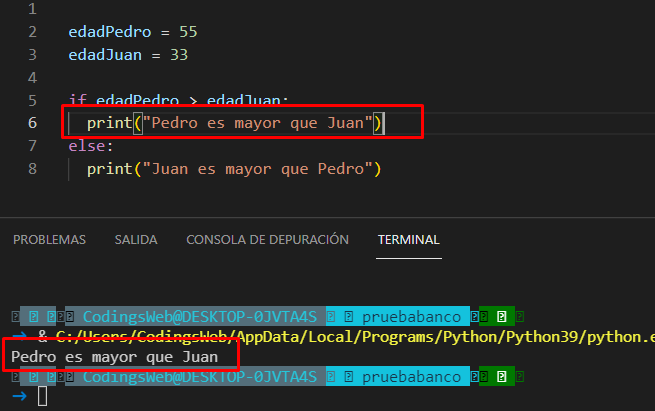 1
2 edadPedro = 55
3 edadJuan = 33
4
5 if edadPedro > edadJuan:
6 print("Pedro es mayor que Juan")
7 else:
8 print("Juan es mayor que Pedro")
PROBLEMAS SALIDA CONSOLA DE DEPURACIÓN TERMINAL
CodingsWeb@DESKTOP-0JVTA4S pruebabanco
→ & C:/Users/CodingsWeb/AppData/Local/Programs/Python/Python39/python.e
Pedro es mayor que Juan
CodingsWeb@DESKTOP-0JVTA4S pruebabanco
→